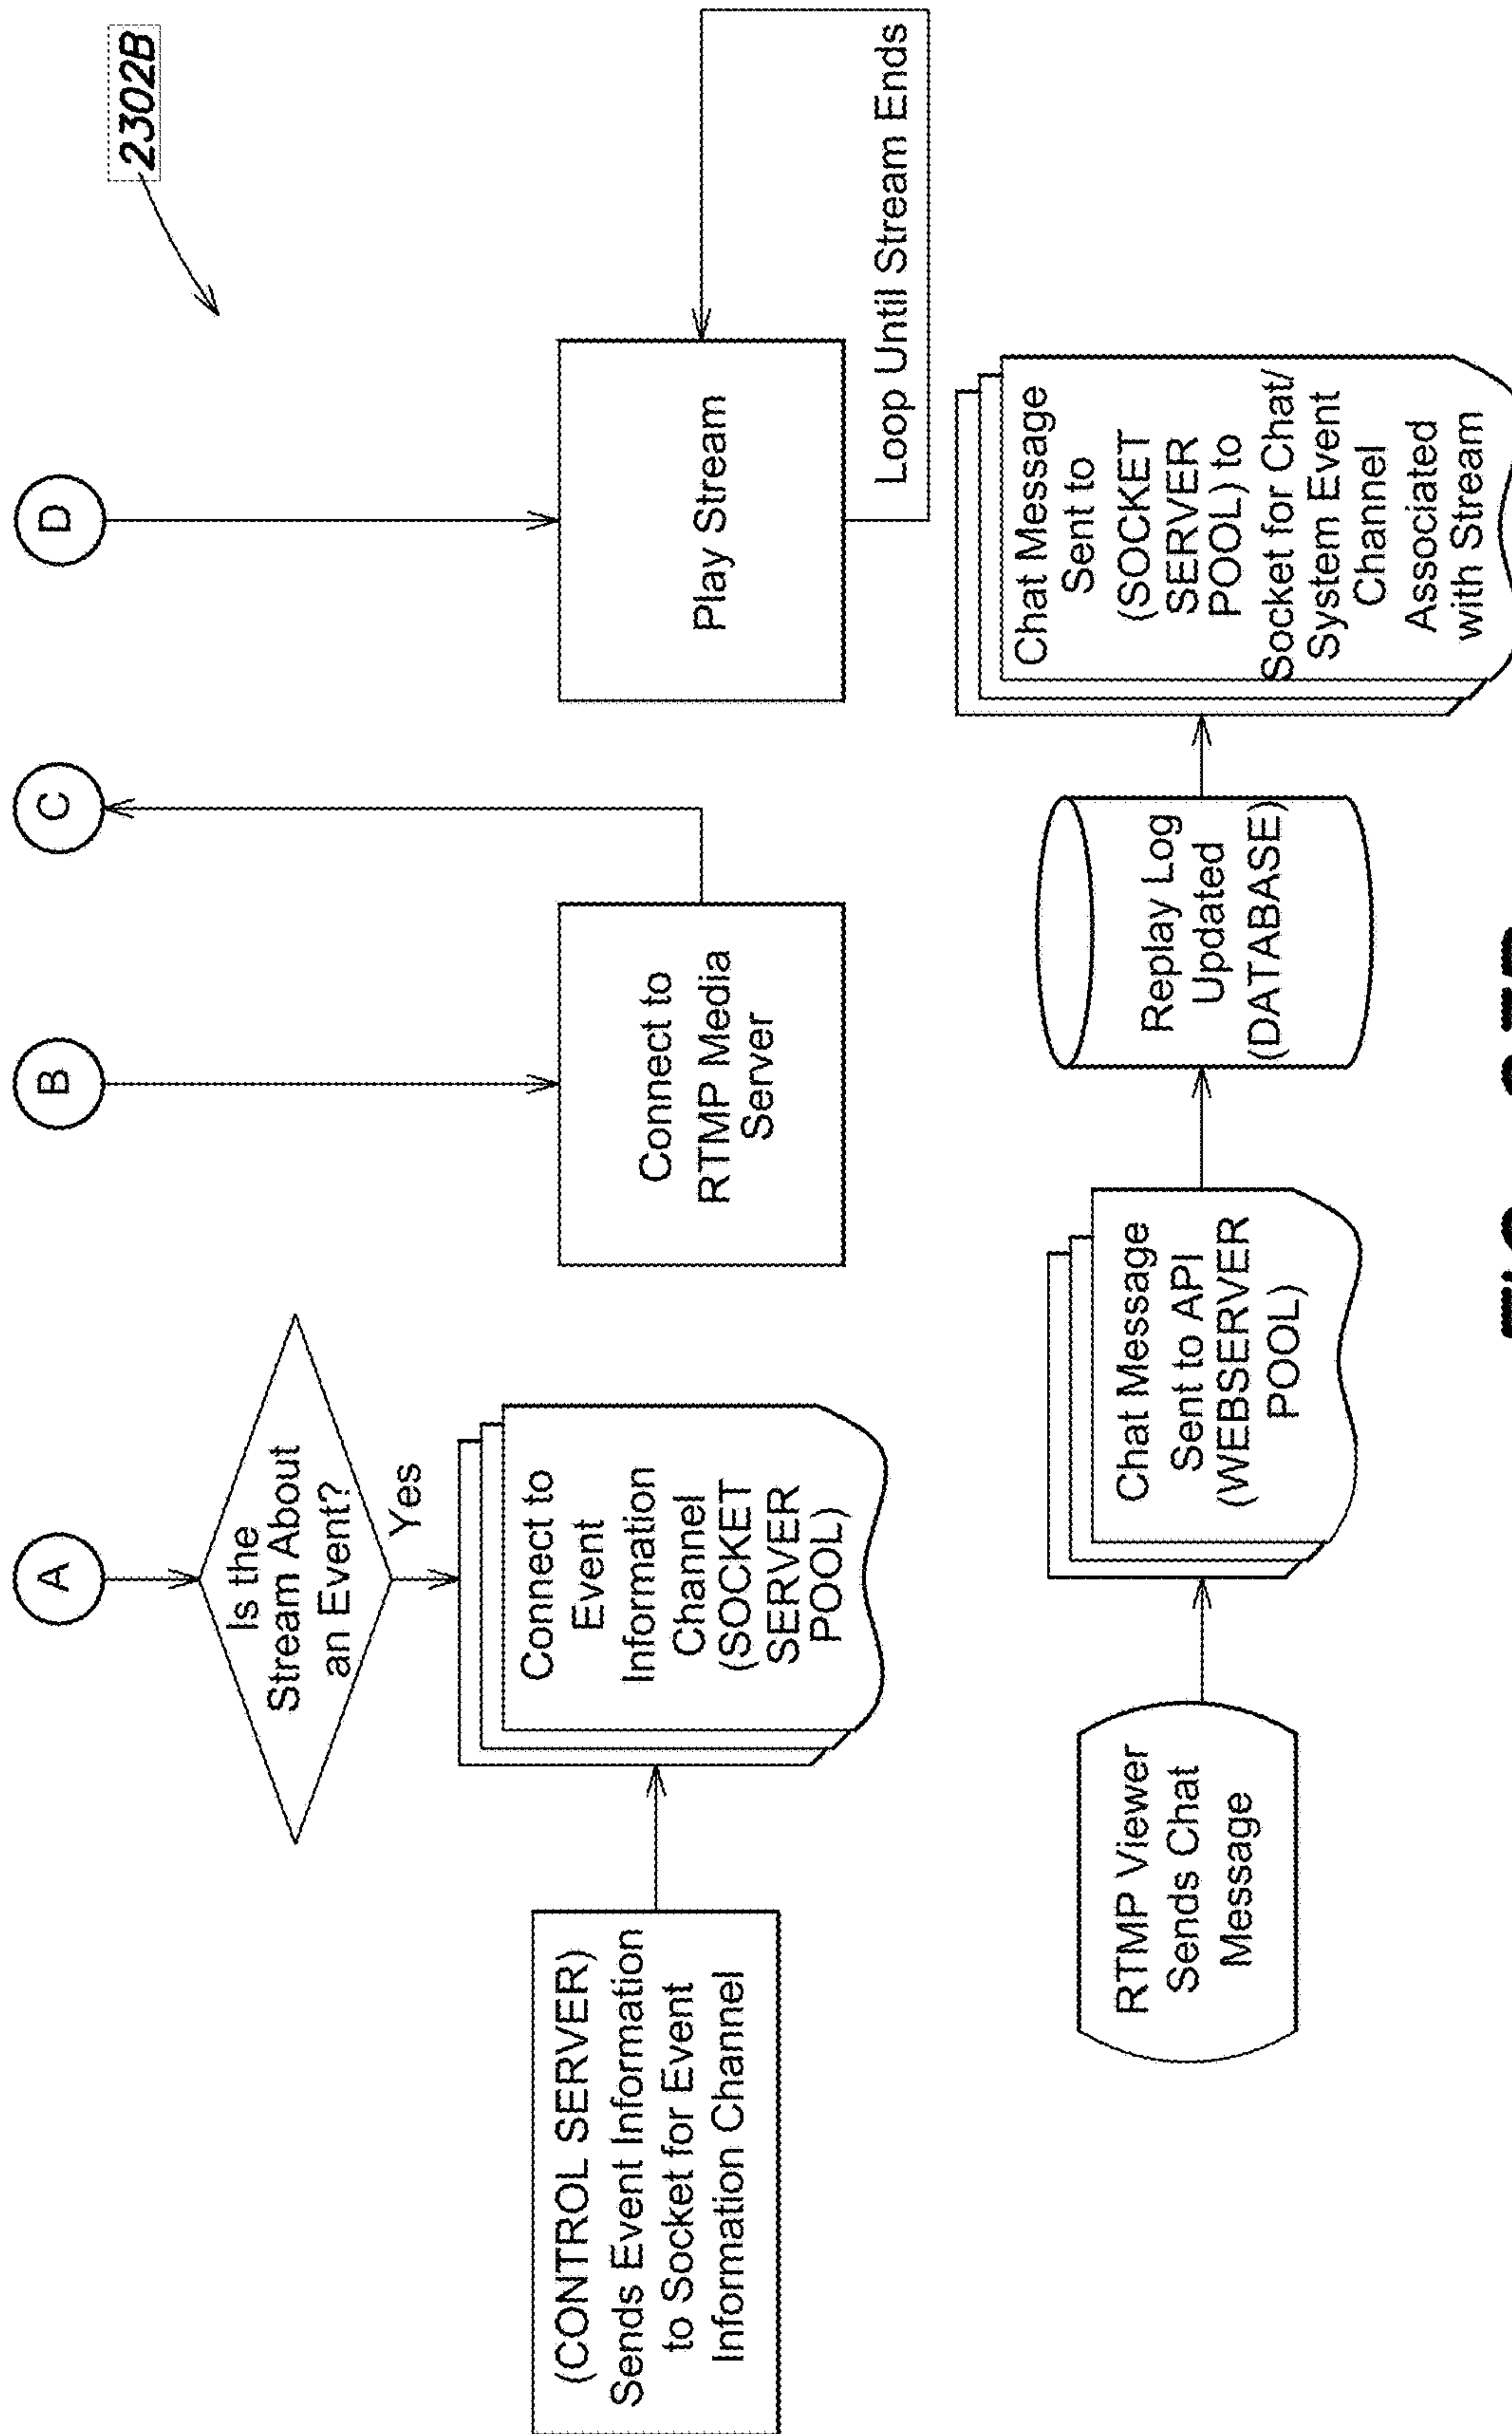 2302B
A
B
C
D
Is the
Stream About
an Event?
Yes
(CONTROL SERVER)
Sends Event Information
to Socket for Event
Information Channel
Connect to
Event
Information
Channel
(SOCKET
SERVER
POOL)
Connect to
RTMP Media
Server
Play Stream
Loop Until Stream Ends
RTMP Viewer
Sends Chat
Message
Chat Message
Sent to API
(WEBSERVER
POOL)
Replay Log
Updated
(DATABASE)
Chat Message
Sent to
(SOCKET
SERVER
POOL) to
Socket for Chat/
System Event
Channel
Associated
with Stream